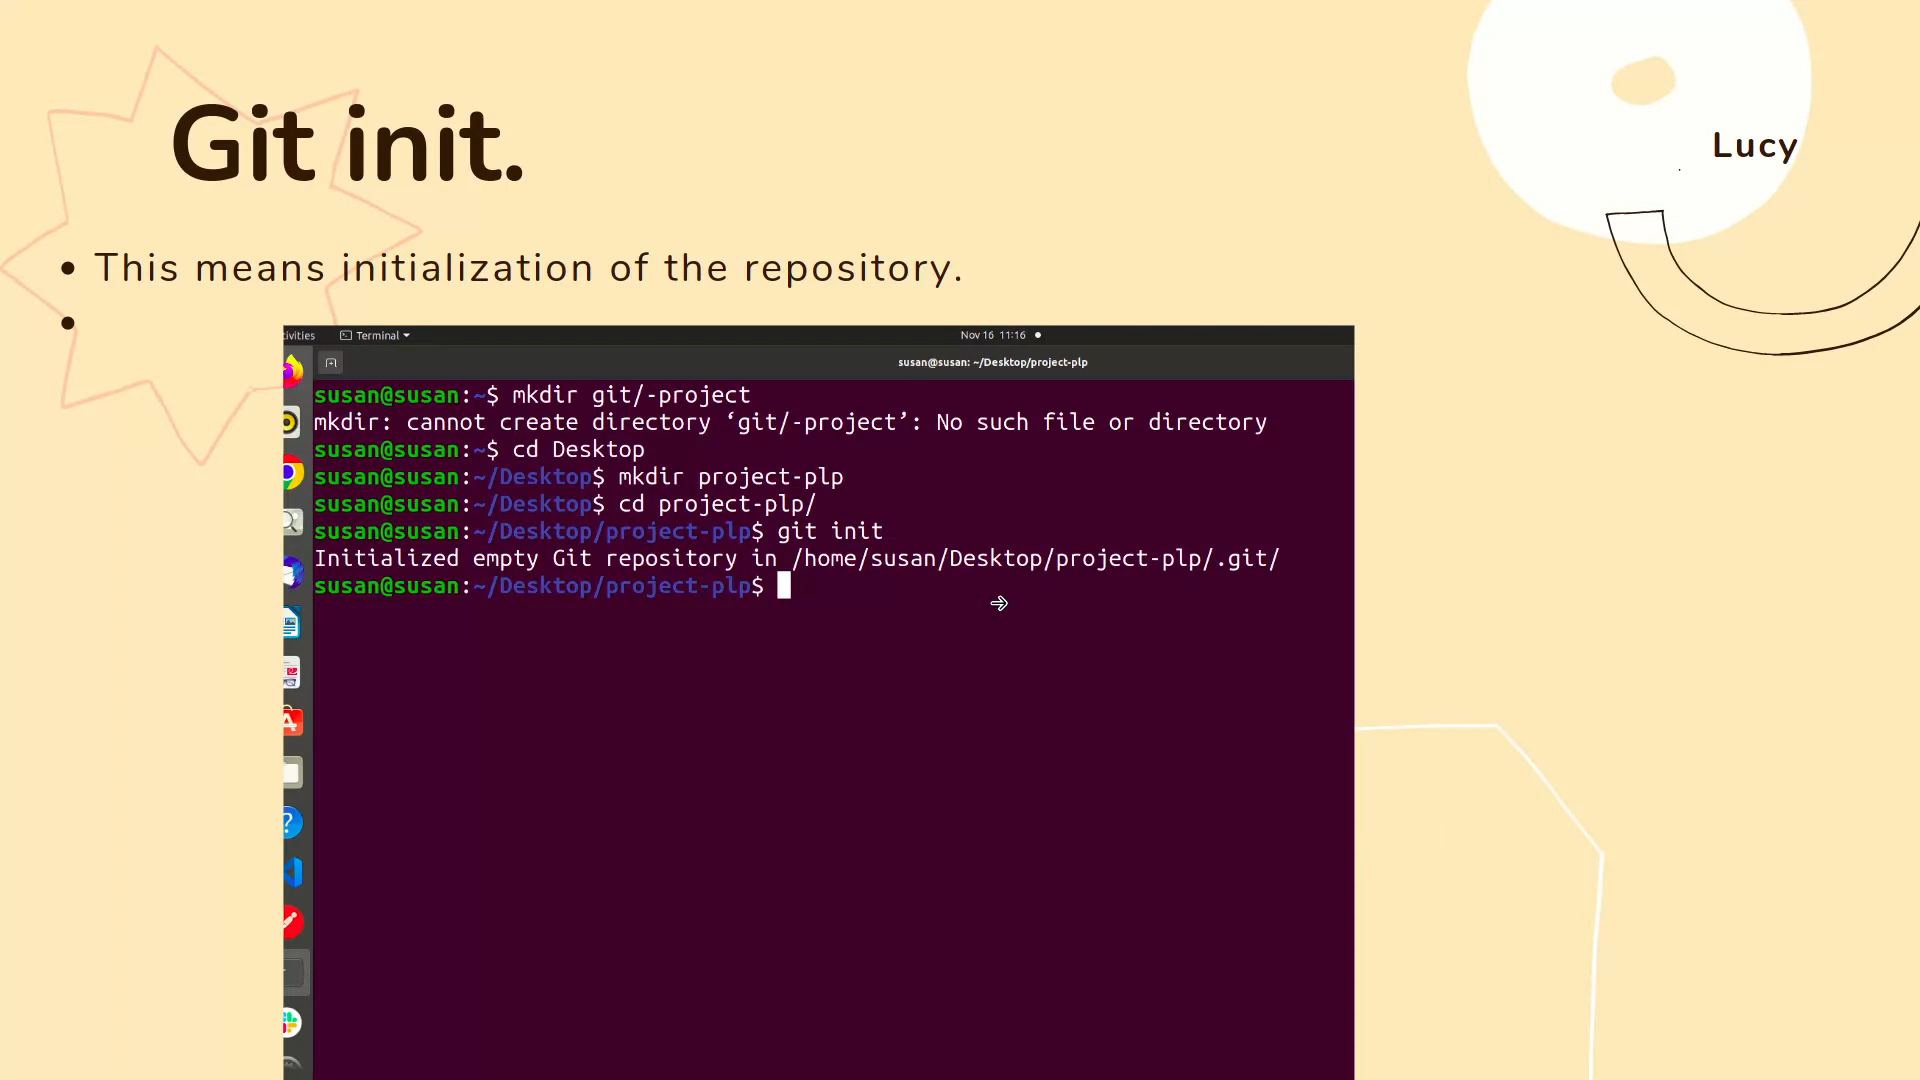 Git init.
Lucy
• This means initialization of the repository.
•
tivities Terminal Nov 16 11:16
susan@susan: ~/Desktop/project-plp
susan@susan:~$ mkdir git/-project
mkdir: cannot create directory ‘git/-project’: No such file or directory
susan@susan:~$ cd Desktop
susan@susan:~/Desktop$ mkdir project-plp
susan@susan:~/Desktop$ cd project-plp/
susan@susan:~/Desktop/project-plp$ git init
Initialized empty Git repository in /home/susan/Desktop/project-plp/.git/
susan@susan:~/Desktop/project-plp$